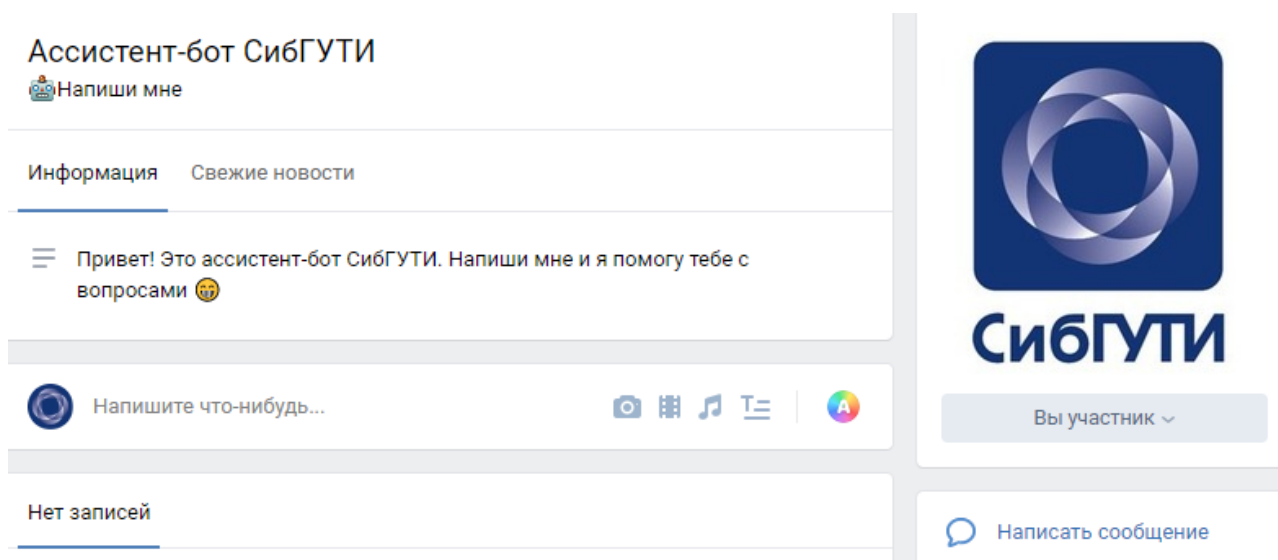 Ассистент-бот СибГУТИ
🤖Напиши мне
Информация Свежие новости
Привет! Это ассистент-бот СибГУТИ. Напиши мне и я помогу тебе с
вопросами 😁
Напишите что-нибудь...
Нет записей
СибГУТИ
Вы участник
Написать сообщение